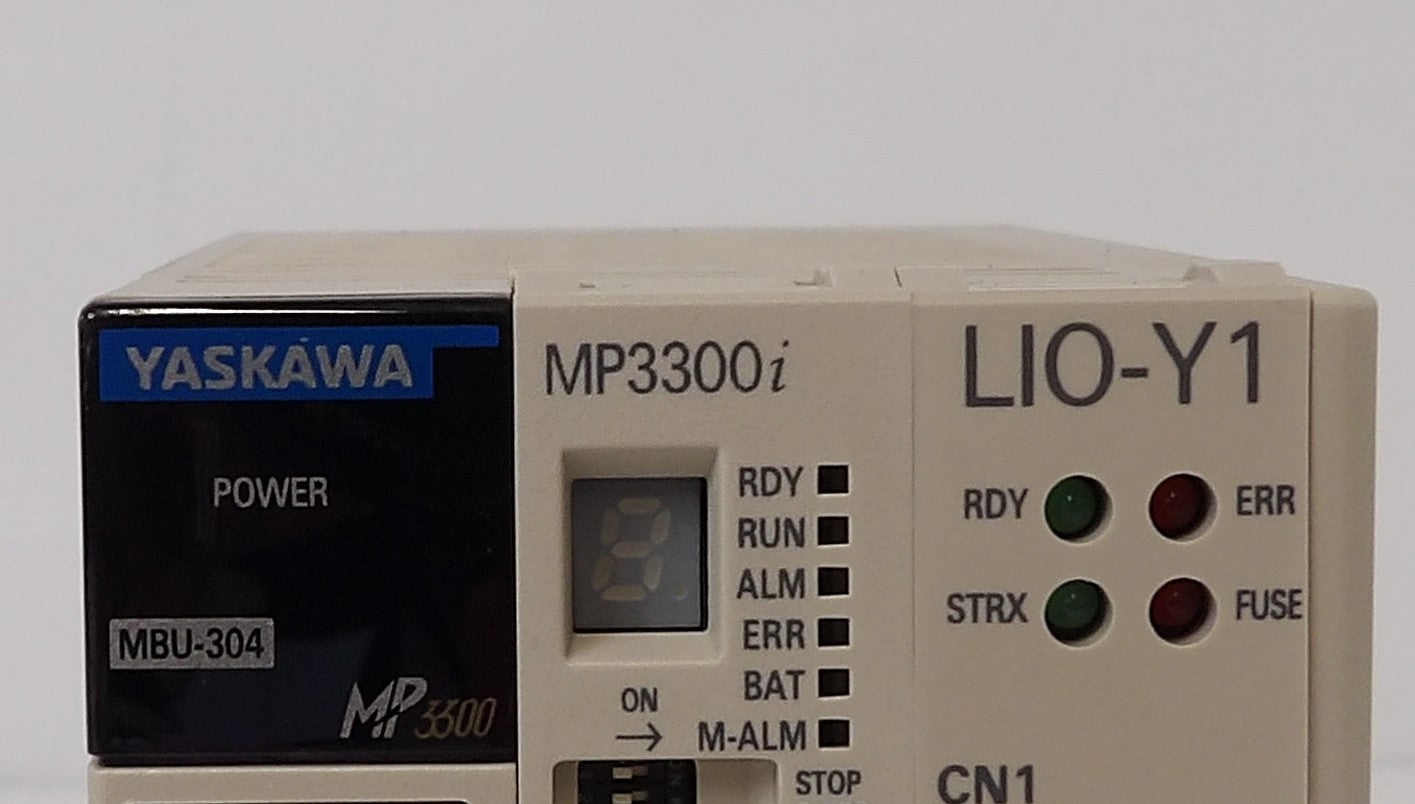 YASKAWA
POWER
MBU-304
MP3300
MP3300i
RDY
RUN
ALM
ERR
BAT
M-ALM
ON
→
STOP
LIO-Y1
RDY
ERR
STRX
FUSE
CN1